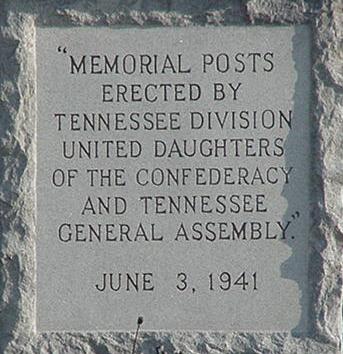 "MEMORIAL POSTS
ERECTED BY
TENNESSEE DIVISION
UNITED DAUGHTERS
OF THE CONFEDERACY
AND TENNESSEE
GENERAL ASSEMBLY."
JUNE 3, 1941